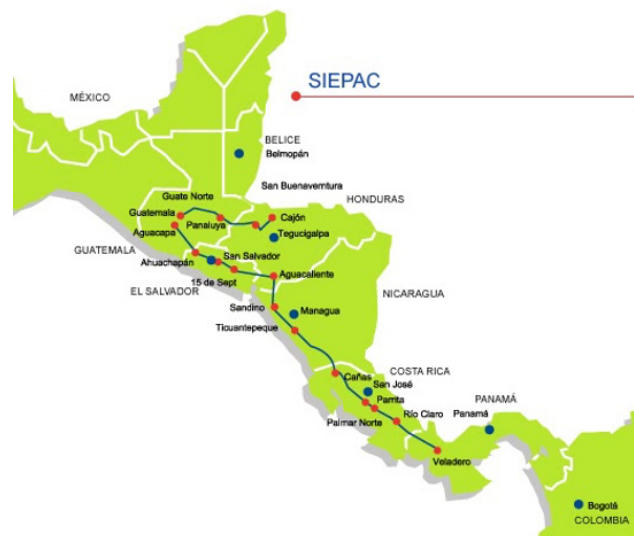 SIEPAC
MÉXICO
BELICE
Belmopán
San Buenaverntura
Guate Norte
HONDURAS
Guatemala
Panaluya
Cajón
Aguacapa
Tegucigalpa
GUATEMALA
Ahuachapán
San Salvador
Aguacaliente
15 de Sept
EL SALVADOR
NICARAGUA
Sandino
Managua
Ticuantepeque
COSTA RICA
Cañas
San José
Parrita
PANAMÁ
Palmar Norte
Río Claro
Panamá
Veladero
Bogotá
COLOMBIA